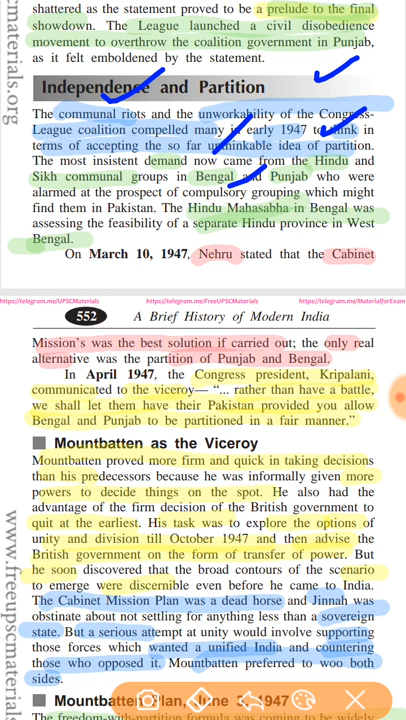 shattered as the statement proved to be a prelude to the final
showdown. The League launched a civil disobedience
movement to overthrow the coalition government in Punjab,
as it felt emboldened by the statement.
Independence and Partition
The communal riots and the unworkability of the Congress-
League coalition compelled many in early 1947 to think in
terms of accepting the so far unthinkable idea of partition.
The most insistent demand now came from the Hindu and
Sikh communal groups in Bengal and Punjab who were
alarmed at the prospect of compulsory grouping which might
find them in Pakistan. The Hindu Mahasabha in Bengal was
assessing the feasibility of a separate Hindu province in West
Bengal.
On March 10, 1947, Nehru stated that the Cabinet
https://telegram.me/UPSCMaterials https://telegram.me/FreeUPSCMaterials https://telegram.me/MaterialforExam
552 A Brief History of Modern India
Mission's was the best solution if carried out; the only real
alternative was the partition of Punjab and Bengal.
In April 1947, the Congress president, Kripalani,
communicated to the viceroy— “... rather than have a battle,
we shall let them have their Pakistan provided you allow
Bengal and Punjab to be partitioned in a fair manner.”
Mountbatten as the Viceroy
Mountbatten proved more firm and quick in taking decisions
than his predecessors because he was informally given more
powers to decide things on the spot. He also had the
advantage of the firm decision of the British government to
quit at the earliest. His task was to explore the options of
unity and division till October 1947 and then advise the
British government on the form of transfer of power. But
he soon discovered that the broad contours of the scenario
to emerge were discernible even before he came to India.
The Cabinet Mission Plan was a dead horse and Jinnah was
obstinate about not settling for anything less than a sovereign
state. But a serious attempt at unity would involve supporting
those forces which wanted a unified India and countering
those who opposed it. Mountbatten preferred to woo both
sides.
Mountbatten Plan, June 3, 1947
The freedom-with-partition formula was coming to be widely
scmaterials.org
www.freeupscmaterials